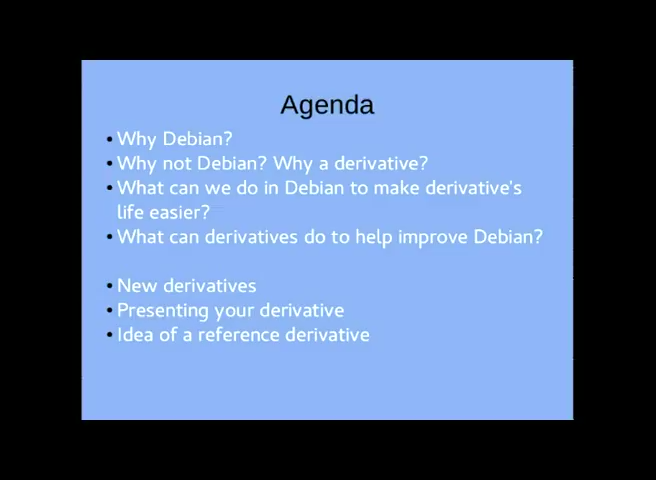 Agenda
• Why Debian?
• Why not Debian? Why a derivative?
• What can we do in Debian to make derivative's
life easier?
• What can derivatives do to help improve Debian?
• New derivatives
• Presenting your derivative
• Idea of a reference derivative